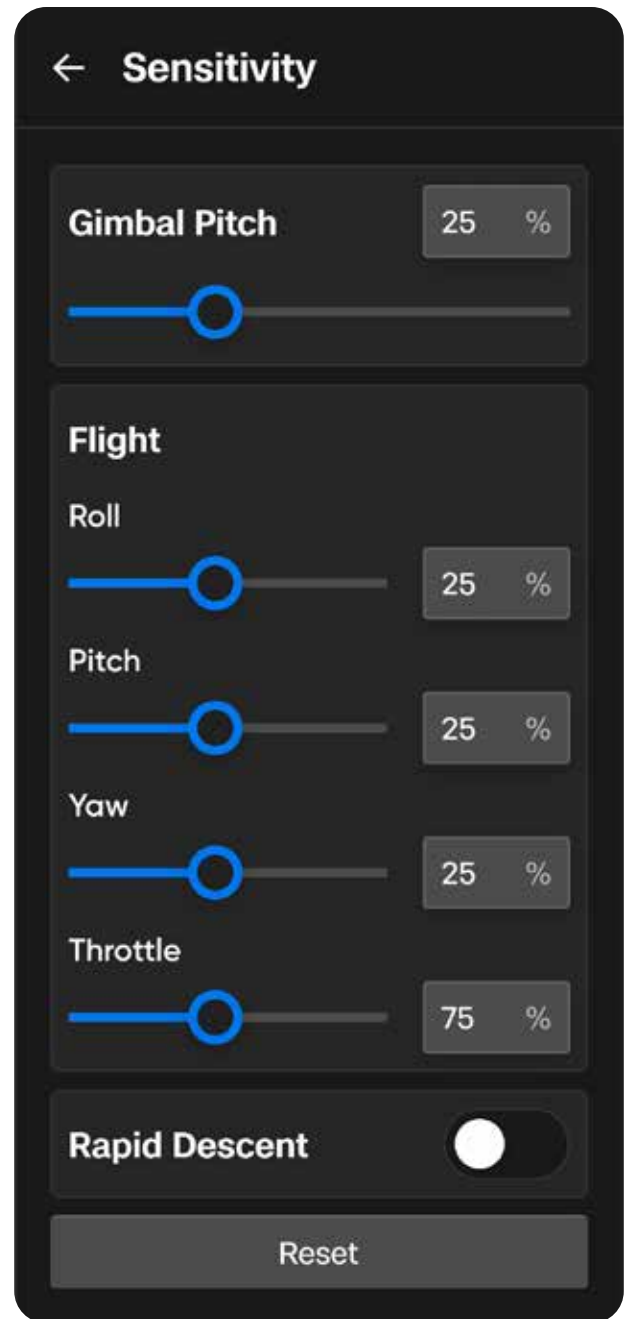 Sensitivity
Gimbal Pitch 25 %
Flight
Roll
25 %
Pitch
25 %
Yaw
25 %
Throttle
75 %
Rapid Descent
Reset